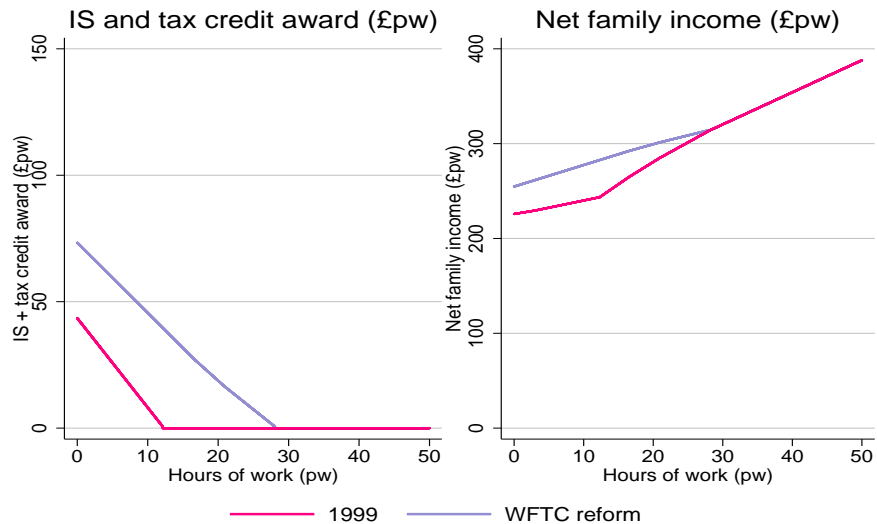 IS and tax credit award (£pw)
IS + tax credit award (£pw)
150
100
50
0
0 10 20 30 40 50
Hours of work (pw)
Net family income (£pw)
Net family income (£pw)
400
300
200
100
0
0 10 20 30 40 50
Hours of work (pw)
1999 WFTC reform